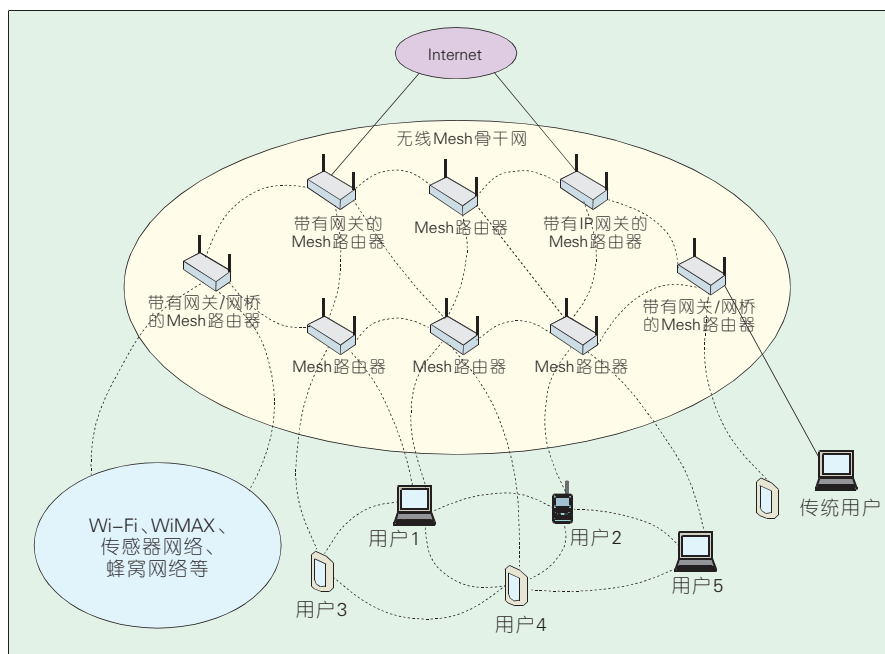 Internet
无线Mesh骨干网
带有网关的
Mesh路由器
Mesh路由器
带有IP网关的
Mesh路由器
带有网关/网桥
的Mesh路由器
带有网关/网桥
的Mesh路由器
Mesh路由器
Mesh路由器
Mesh路由器
Wi-Fi、WiMAX、
传感器网络、
蜂窝网络等
用户1
用户2
传统用户
用户3
用户4
用户5